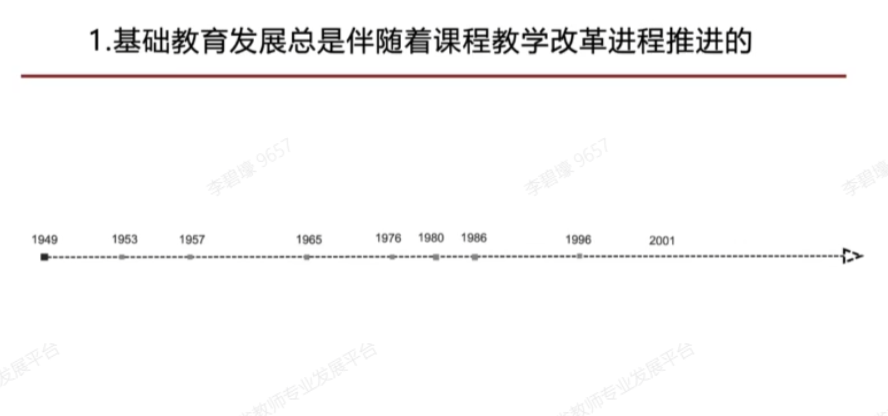 1.基础教育发展总是伴随着课程教学改革进程推进的
李碧壕 9657
李碧壕 9657
李碧壕
1949 1953 1957 1965 1976 1980 1986 1996 2001
发展平台
教师专业发展平台
教师专业发展平台